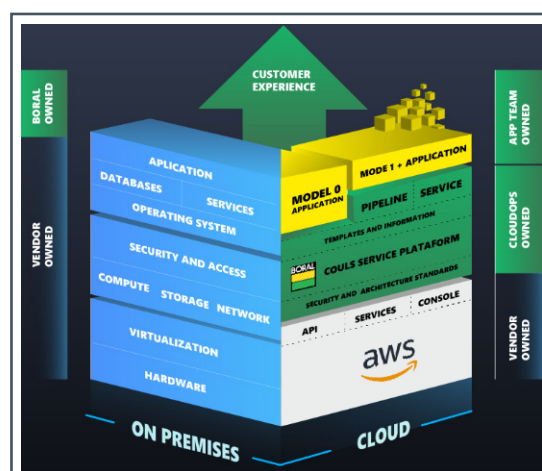 CUSTOMER
EXPERIENCE
BORAL
OWNED
VENDOR
OWNED
APLICATION
DATABASES SERVICES
OPERATING SYSTEM
SECURITY AND ACCESS
COMPUTE STORAGE NETWORK
VIRTUALIZATION
HARDWARE
ON PREMISES
MODEL 0
APPLICATION
MODE 1 + APPLICATION
PIPELINE SERVICE
TEMPLATES AND INFORMATION
BORAL
COULS SERVICE PLATAFORM
SECURITY AND ARCHITECTURE STANDARDS
API SERVICES CONSOLE
aws
CLOUD
APP TEAM
OWNED
CLOUDOPS
OWNED
VENDOR
OWNED